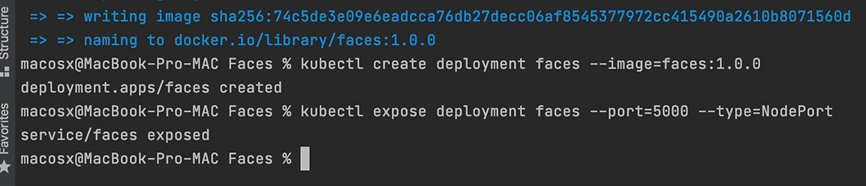 Structure
Favorites
=> => writing image sha256:74c5de3e09e6eadcca76db27decc06af8545377972cc415490a2610b8071560d
=> => naming to docker.io/library/faces:1.0.0
macosx@MacBook-Pro-MAC Faces % kubectl create deployment faces --image=faces:1.0.0
deployment.apps/faces created
macosx@MacBook-Pro-MAC Faces % kubectl expose deployment faces --port=5000 --type=NodePort
service/faces exposed
macosx@MacBook-Pro-MAC Faces %